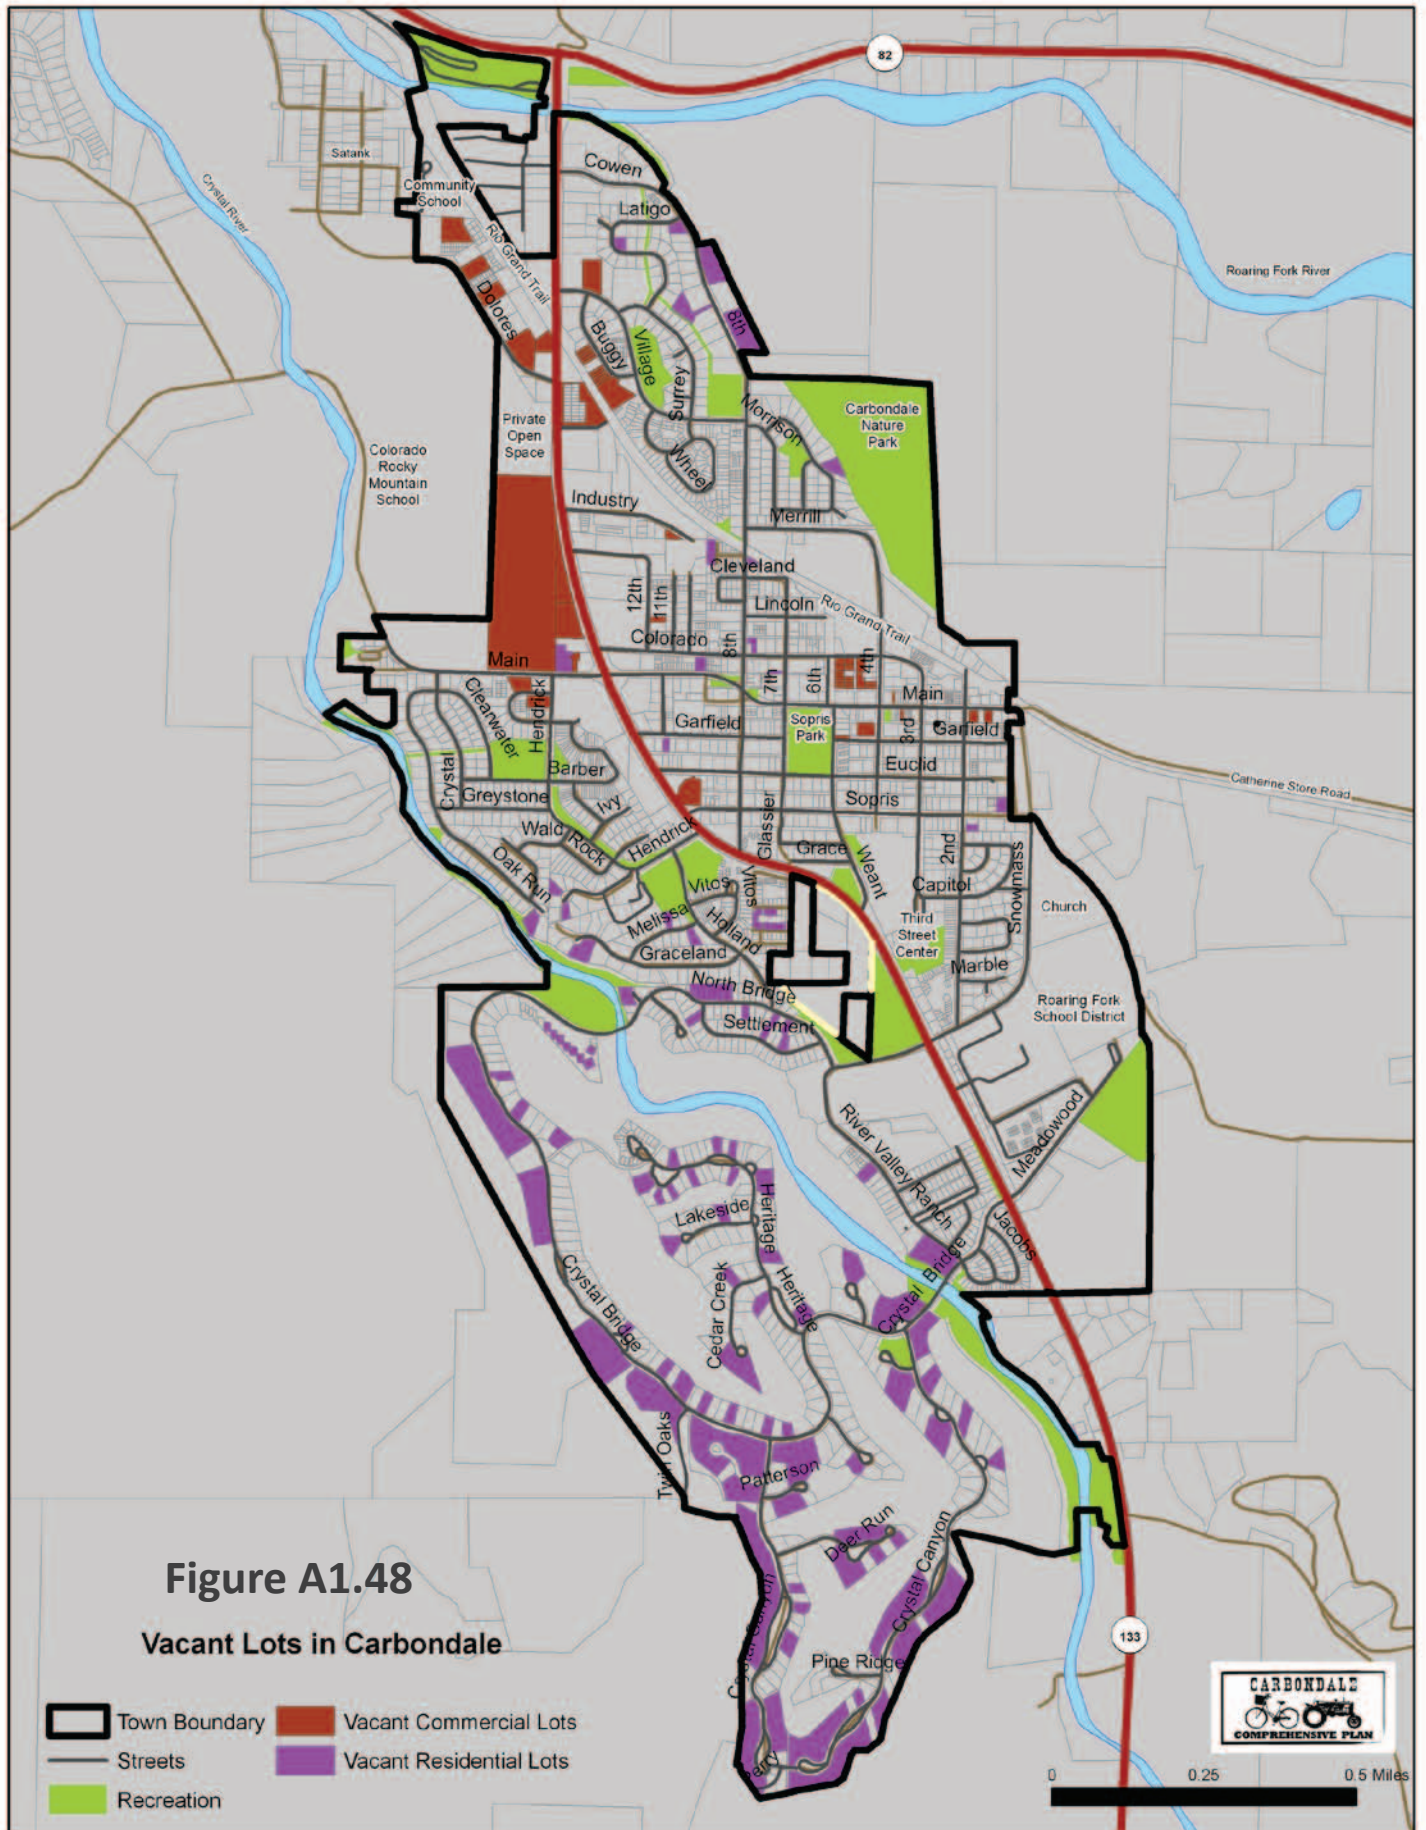 82
Satank
Cowen
Community
School
Crystal River
Latigo
Rio Grand Trail
Roaring Fork River
Dolores
8th
Buggy
Village
Surrey
Morrison
Carbondale
Nature
Park
Private
Open
Space
Colorado
Rocky
Mountain
School
Wheel
Industry
Merrill
Cleveland
12th
11th
Lincoln
Rio Grand Trail
Colorado
8th
Main
7th
6th
4th
Main
Clearwater
Hendrick
Garfield
Sopris
Park
3rd
Garfield
Euclid
Barber
Crystal
Greystone
Ivy
Sopris
Catherine Store Road
Wald
Rock
Hendrick
Glassier
Grace
Weant
2nd
Snowmass
Oak Run
Vitos
Vitos
Capitol
Church
Melissa
Holland
Third
Street
Center
Graceland
Marble
North Bridge
Roaring Fork
School District
Settlement
River Valley Ranch
Meadowood
Lakeside
Heritage
Jacobs
Crystal Bridge
Cedar Creek
Heritage
Crystal Bridge
Twin Oaks
Patterson
Deer Run
Crystal Canyon
Crystal Canyon
Pine Ridge
Perry
133
Figure A1.48
Vacant Lots in Carbondale
Town Boundary
Vacant Commercial Lots
Streets
Vacant Residential Lots
Recreation
CARBONDALE
COMPREHENSIVE PLAN
0 0.25 0.5 Miles